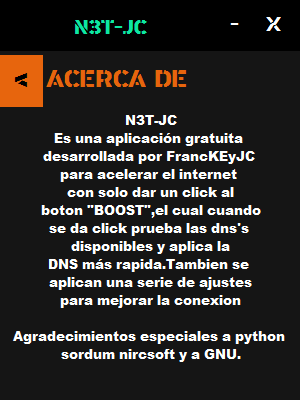 N3T-JC - X
< ACERCA DE
N3T-JC
Es una aplicación gratuita
desarrollada por FrancKEyJC
para acelerar el internet
con solo dar un click al
boton "BOOST",el cual cuando
se da click prueba las dns's
disponibles y aplica la
DNS más rapida.Tambien se
aplican una serie de ajustes
para mejorar la conexion
Agradecimientos especiales a python
sordum nircsoft y a GNU.